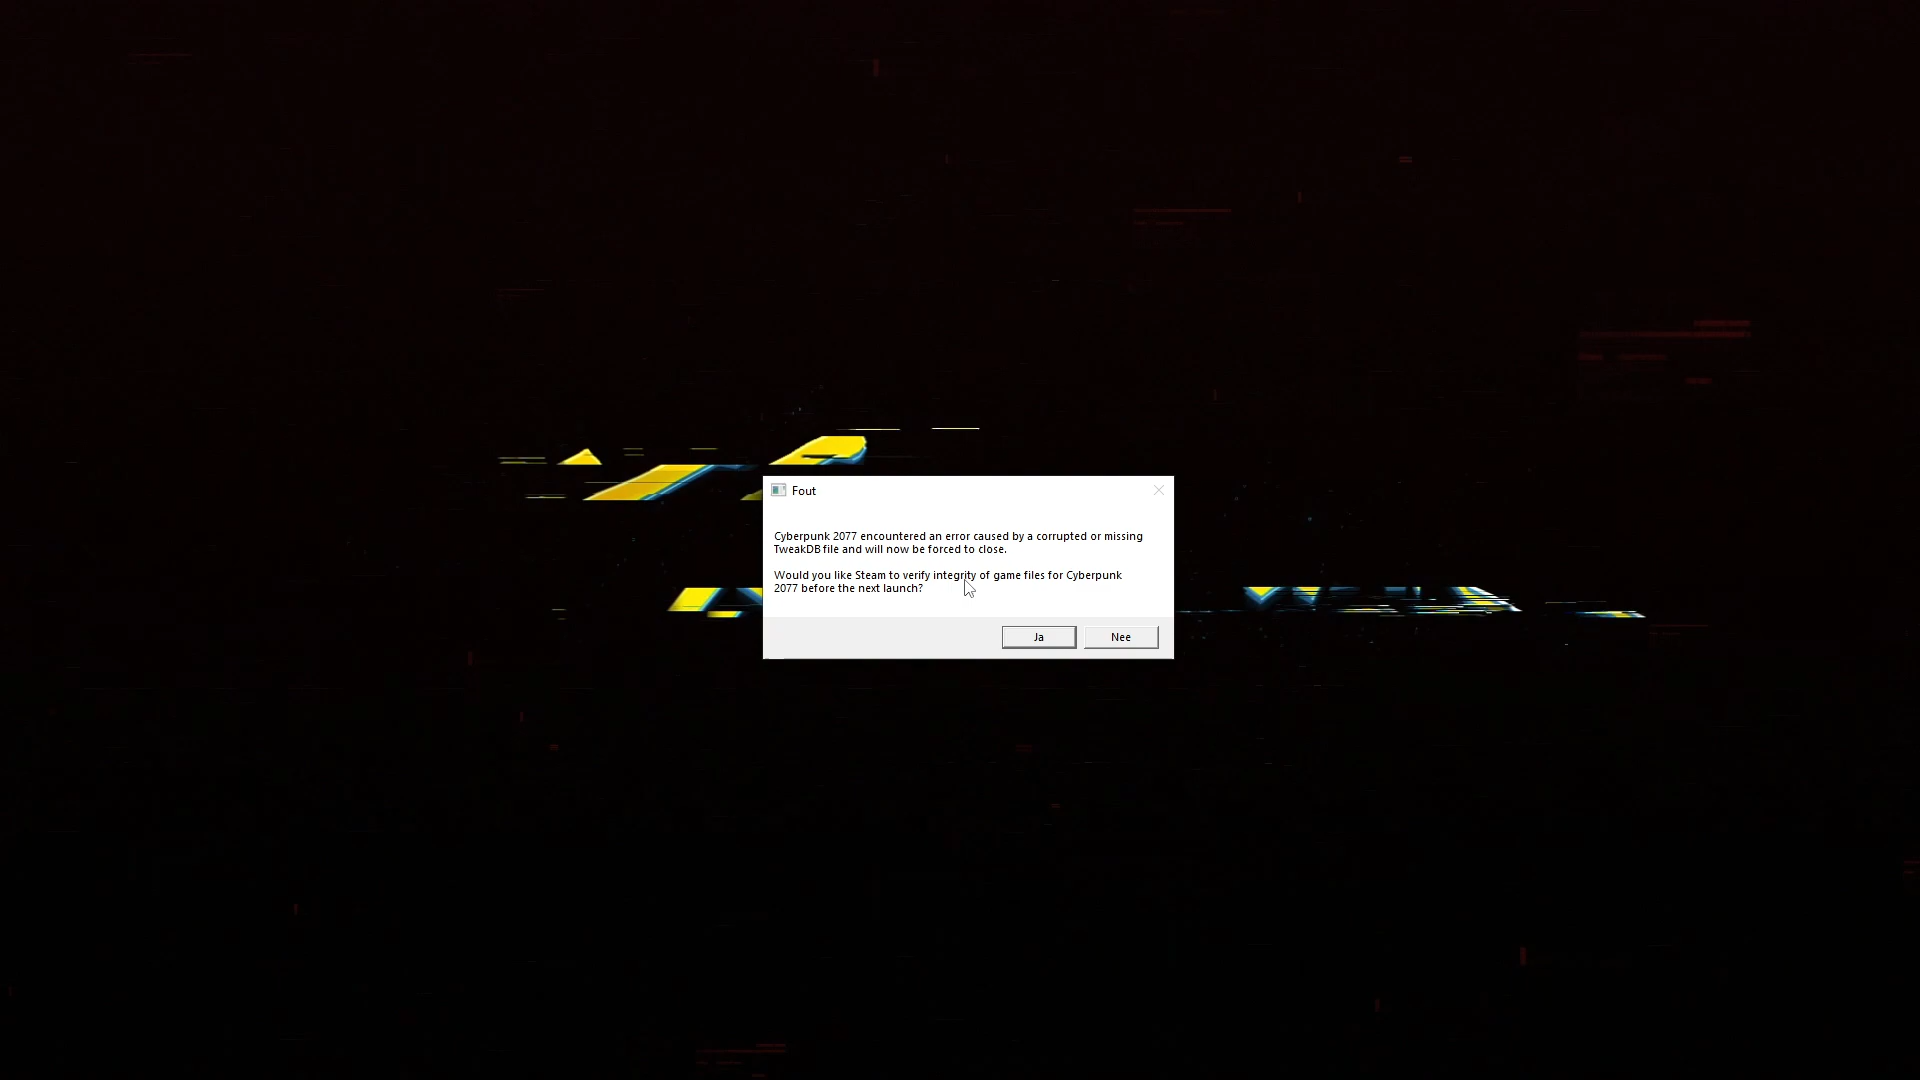 Fout
Cyberpunk 2077 encountered an error caused by a corrupted or missing
TweakDB file and will now be forced to close.
Would you like Steam to verify integrity of game files for Cyberpunk
2077 before the next launch?
Ja
Nee